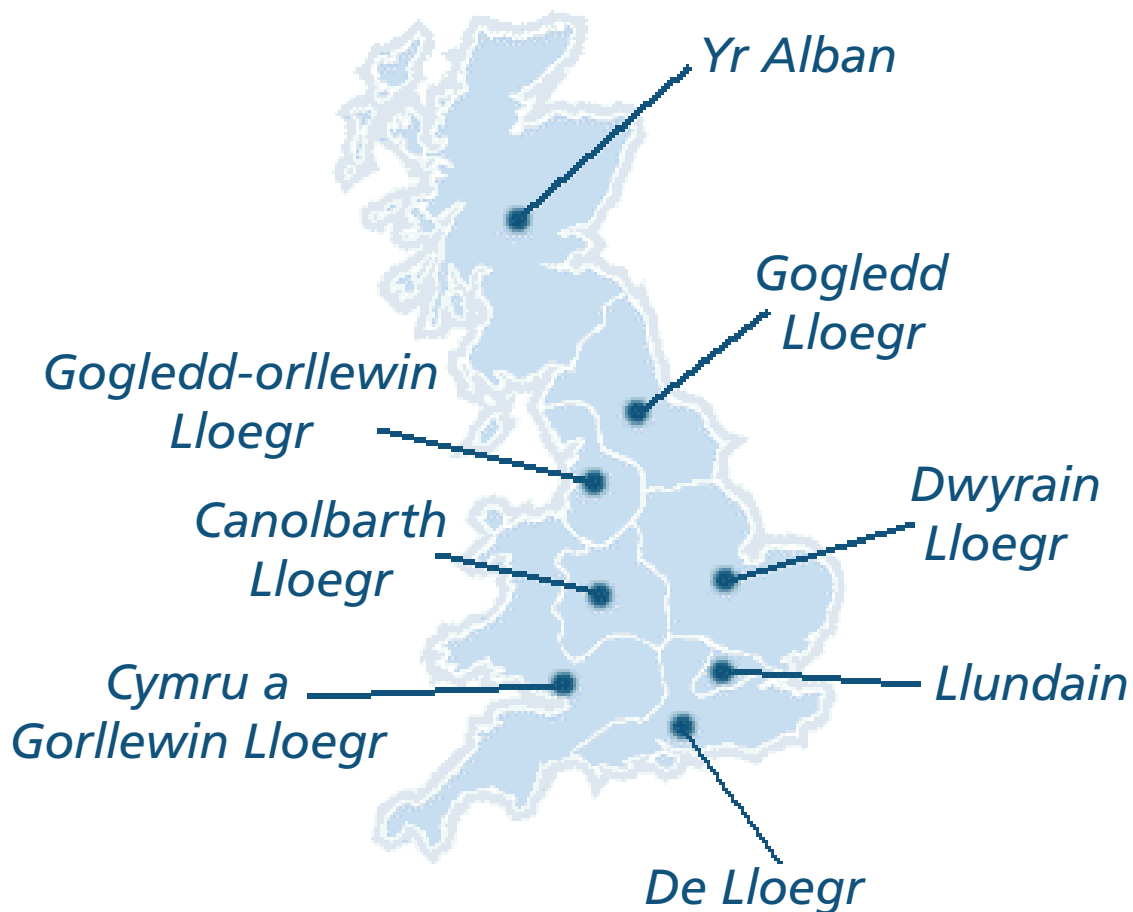 Yr Alban
Gogledd
Lloegr
Gogledd-orllewin
Lloegr
Dwyrain
Lloegr
Canolbarth
Lloegr
Cymru a
Gorllewin Lloegr
Llundain
De Lloegr